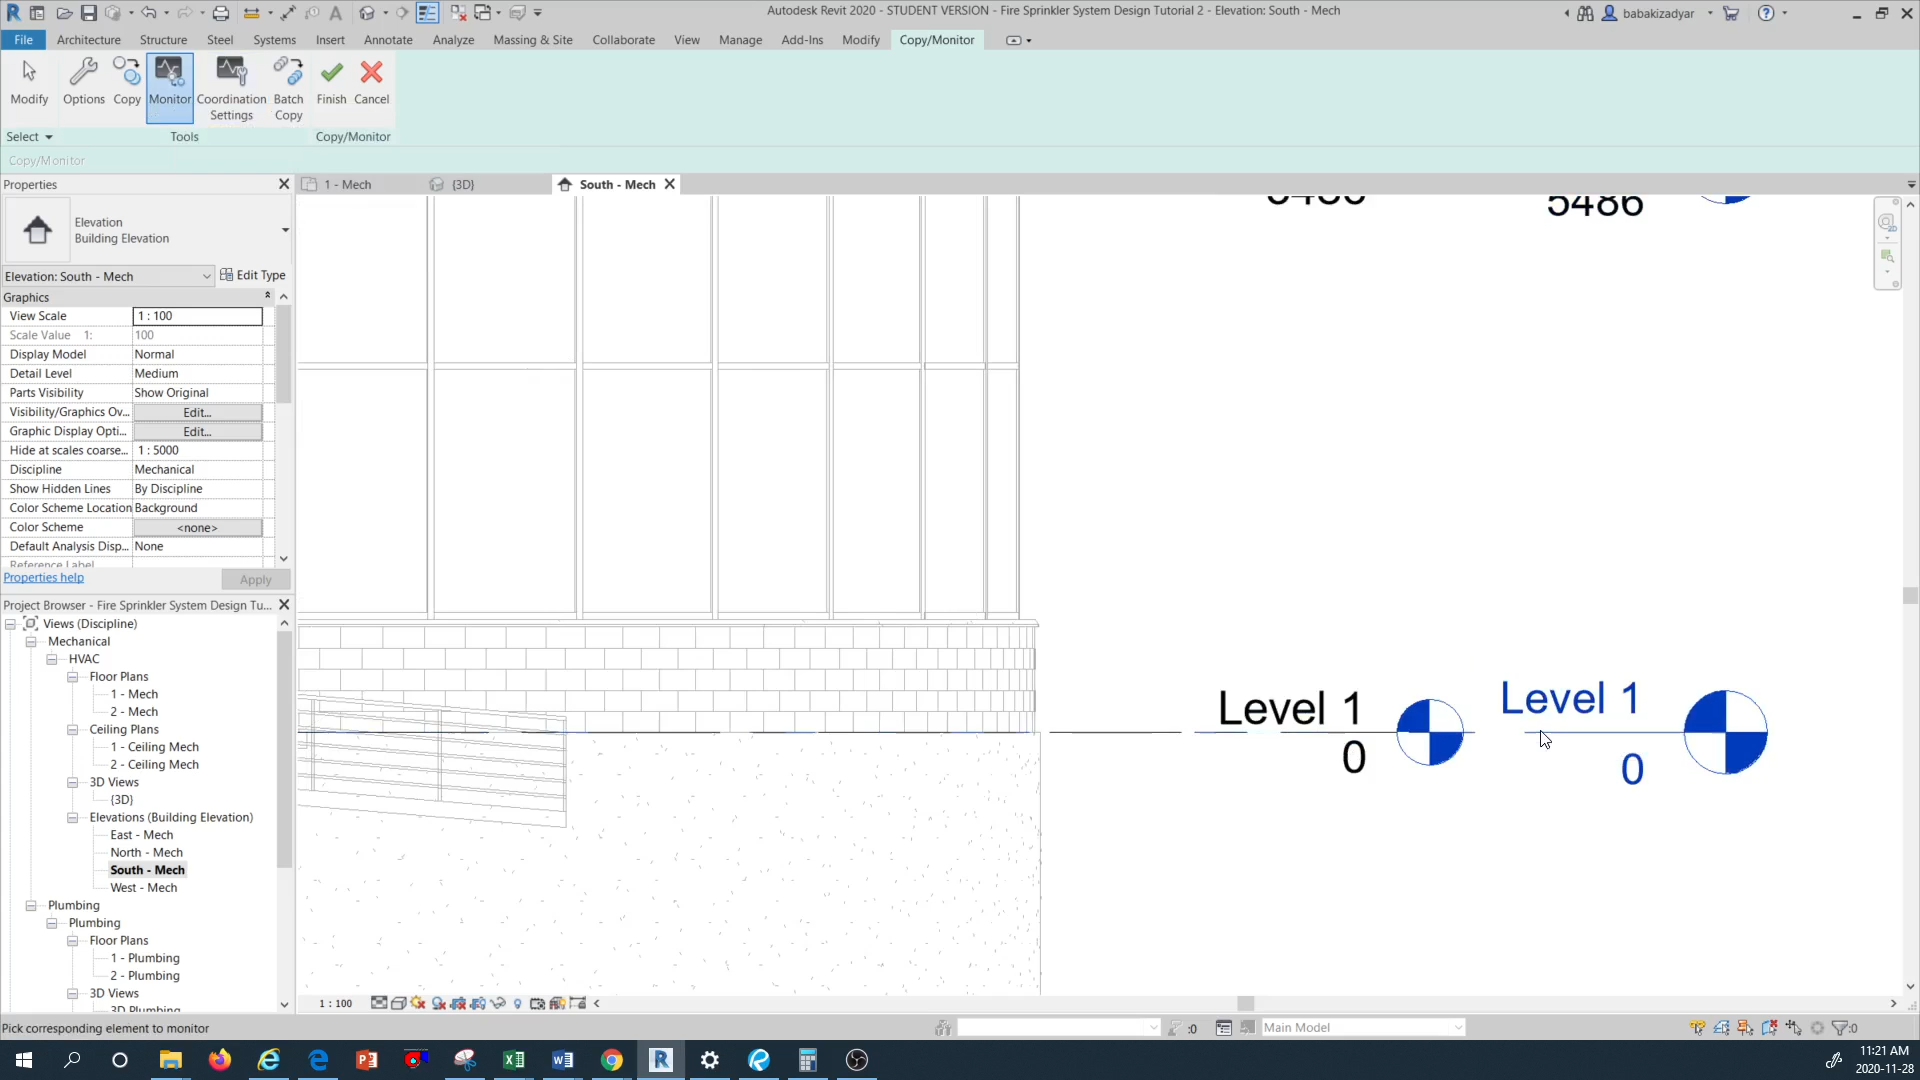 Autodesk Revit 2020 - STUDENT VERSION - Fire Sprinkler System Design Tutorial 2 - Elevation: South - Mech
babakizadyar
File Architecture Structure Steel Systems Insert Annotate Analyze Massing & Site Collaborate View Manage Add-Ins Modify Copy/Monitor
Modify Options Copy Monitor Coordination Settings Batch Copy Finish Cancel
Select Tools Copy/Monitor
Copy/Monitor
Properties
1 - Mech {3D} South - Mech
Elevation
Building Elevation
Elevation: South - Mech Edit Type
Graphics
View Scale 1 : 100
Scale Value 1: 100
Display Model Normal
Detail Level Medium
Parts Visibility Show Original
Visibility/Graphics Ov... Edit...
Graphic Display Opti... Edit...
Hide at scales coarse... 1 : 5000
Discipline Mechanical
Show Hidden Lines By Discipline
Color Scheme Location Background
Color Scheme <none>
Default Analysis Disp... None
Reference Label
Properties help Apply
Project Browser - Fire Sprinkler System Design Tu...
Views (Discipline)
Mechanical
HVAC
Floor Plans
1 - Mech
2 - Mech
Ceiling Plans
1 - Ceiling Mech
2 - Ceiling Mech
3D Views
{3D}
Elevations (Building Elevation)
East - Mech
North - Mech
South - Mech
West - Mech
Plumbing
Plumbing
Floor Plans
1 - Plumbing
2 - Plumbing
3D Views
3D Plumbing
5486 5486
Level 1 Level 1
0 0
1 : 100
Pick corresponding element to monitor
:0 Main Model :0
11:21 AM
2020-11-28